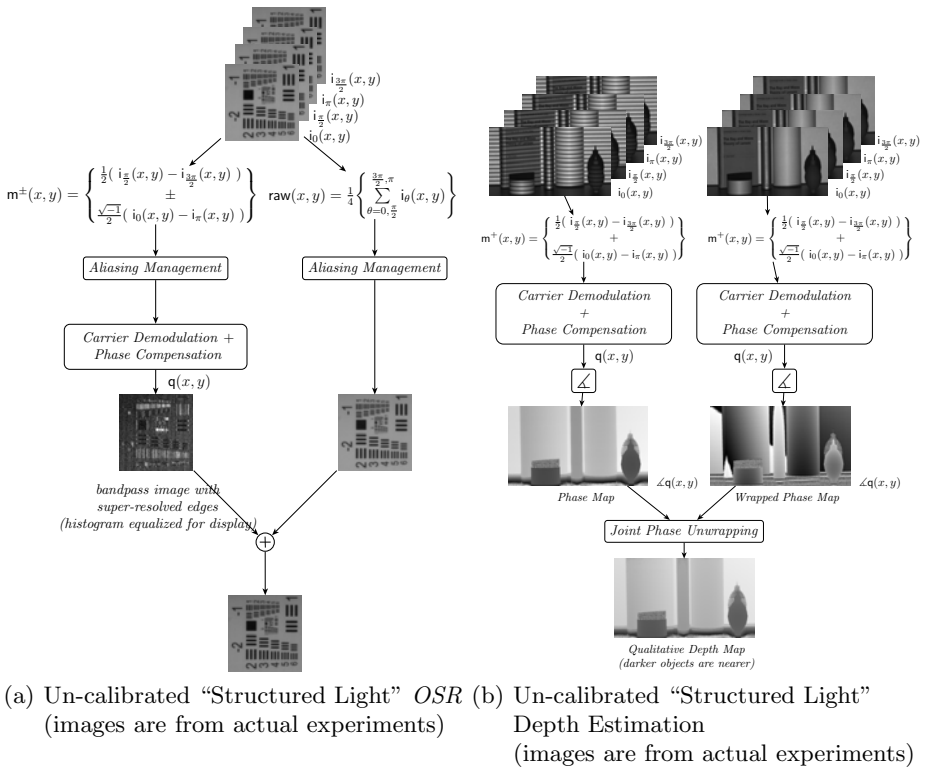 i_{3π/2}(x, y)
i_π(x, y)
i_{π/2}(x, y)
i_0(x, y)
m^±(x, y) = { 1/2( i_{π/2}(x, y) − i_{3π/2}(x, y) ) ± √−1/2( i_0(x, y) − i_π(x, y) ) }
raw(x, y) = 1/4 { ∑_{θ=0,π/2}^{3π/2,π} i_θ(x, y) }
Aliasing Management
Aliasing Management
Carrier Demodulation +
Phase Compensation
q(x, y)
bandpass image with
super-resolved edges
(histogram equalized for display)
+
(a) Un-calibrated “Structured Light” OSR
(images are from actual experiments)
i_{3π/2}(x, y)
i_π(x, y)
i_{π/2}(x, y)
i_0(x, y)
i_{3π/2}(x, y)
i_π(x, y)
i_{π/2}(x, y)
i_0(x, y)
m^+(x, y) = { 1/2( i_{π/2}(x, y) − i_{3π/2}(x, y) ) + √−1/2( i_0(x, y) − i_π(x, y) ) }
m^+(x, y) = { 1/2( i_{π/2}(x, y) − i_{3π/2}(x, y) ) + √−1/2( i_0(x, y) − i_π(x, y) ) }
Carrier Demodulation
+
Phase Compensation
Carrier Demodulation
+
Phase Compensation
q(x, y)
q(x, y)
∡
∡
Phase Map
∡q(x, y)
Wrapped Phase Map
∡q(x, y)
Joint Phase Unwrapping
Qualitative Depth Map
(darker objects are nearer)
(b) Un-calibrated “Structured Light”
Depth Estimation
(images are from actual experiments)